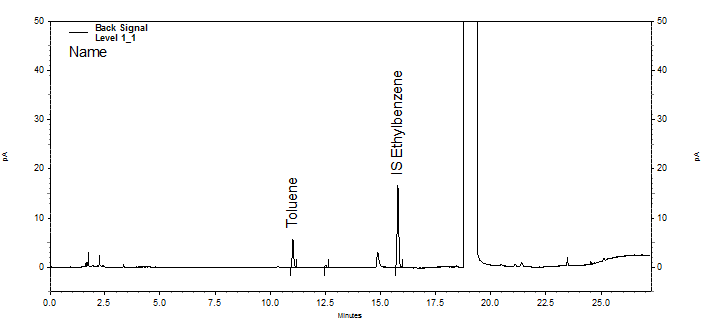 Back Signal
Level 1_1
Name
50 50
40 40
30 30
20 20
10 10
0 0
pA pA
Toluene
IS Ethylbenzene
0.0 2.5 5.0 7.5 10.0 12.5 15.0 17.5 20.0 22.5 25.0
Minutes